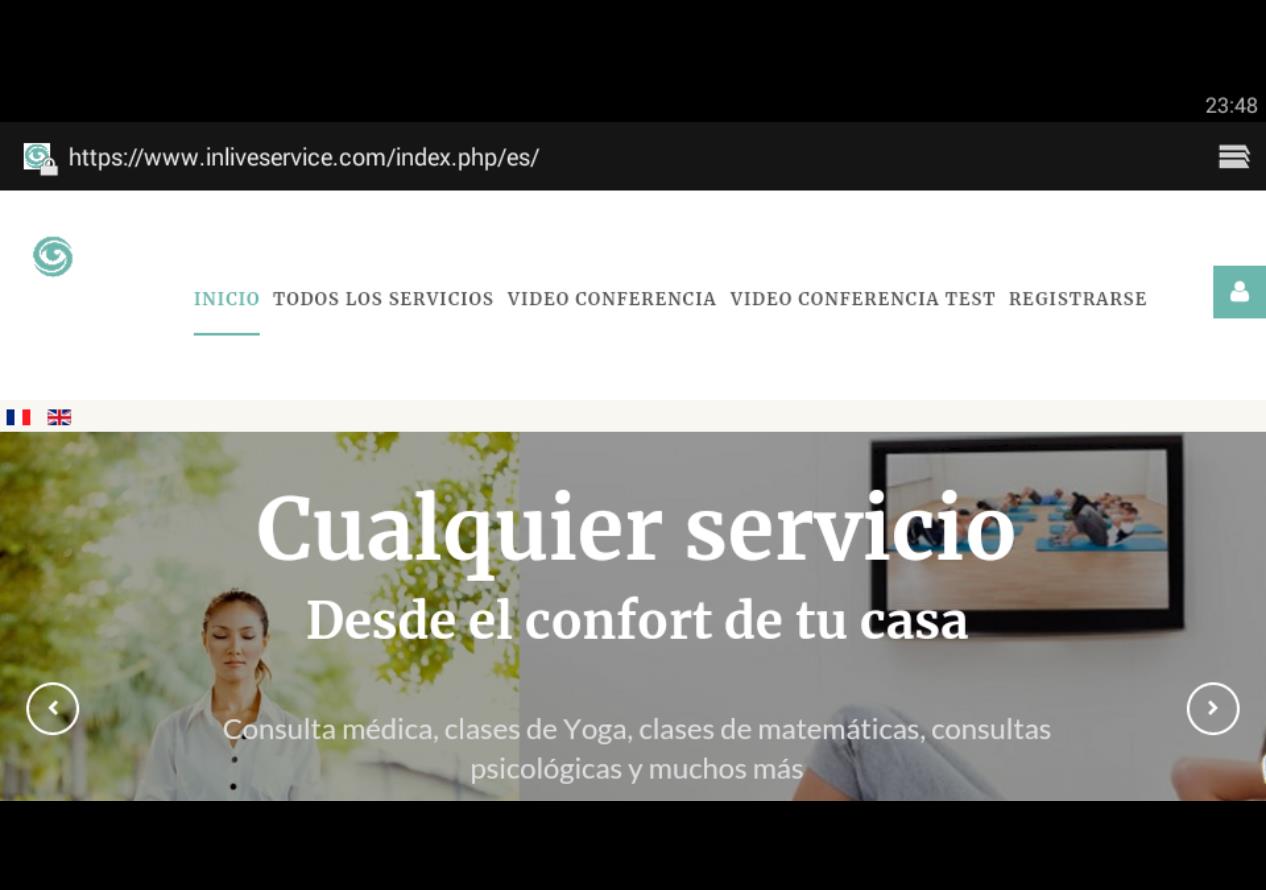 23:48
https://www.inliveservice.com/index.php/es/
INICIO TODOS LOS SERVICIOS VIDEO CONFERENCIA VIDEO CONFERENCIA TEST REGISTRARSE
Cualquier servicio
Desde el confort de tu casa
Consulta médica, clases de Yoga, clases de matemáticas, consultas
psicológicas y muchos más